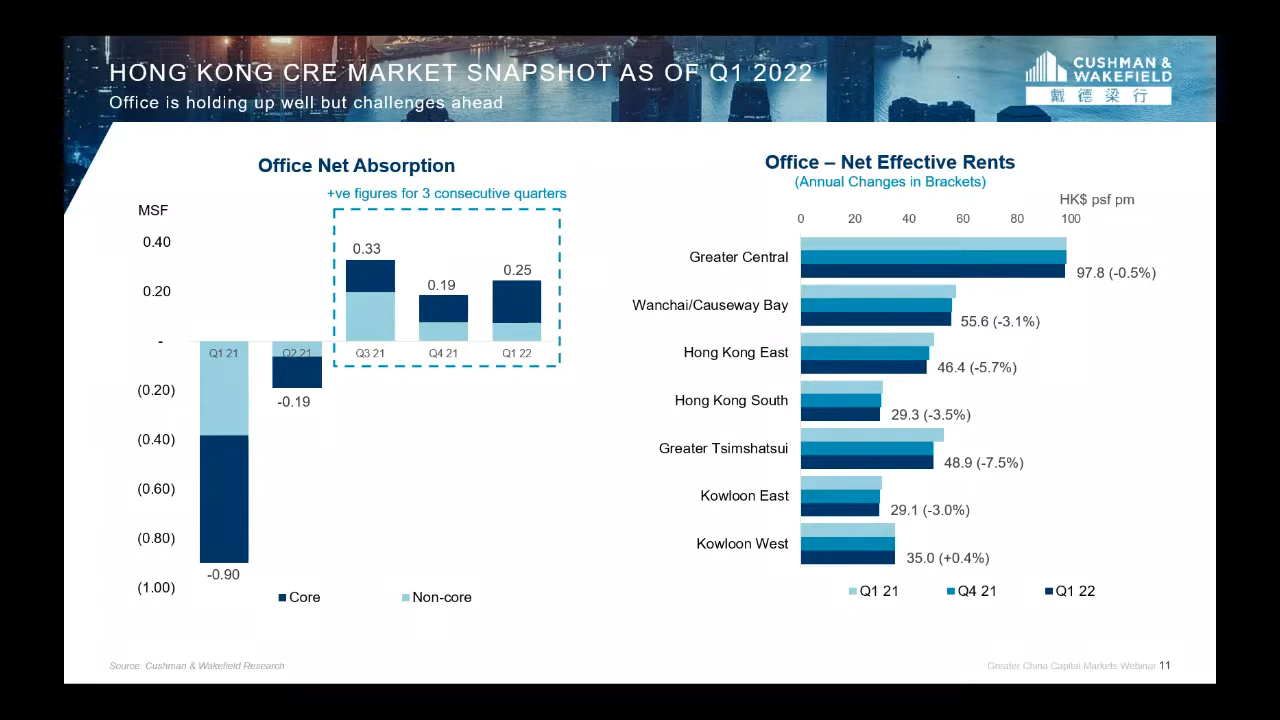 HONG KONG CRE MARKET SNAPSHOT AS OF Q1 2022
Office is holding up well but challenges ahead
CUSHMAN &
WAKEFIELD
戴德梁行
Office Net Absorption
+ve figures for 3 consecutive quarters
MSF
0.40
0.20
-
(0.20)
(0.40)
(0.60)
(0.80)
(1.00)
0.33
0.19
0.25
Q1 21
Q2 21
Q3 21
Q4 21
Q1 22
-0.19
-0.90
Core
Non-core
Office – Net Effective Rents
(Annual Changes in Brackets)
HK$ psf pm
0 20 40 60 80 100
Greater Central
97.8 (-0.5%)
Wanchai/Causeway Bay
55.6 (-3.1%)
Hong Kong East
46.4 (-5.7%)
Hong Kong South
29.3 (-3.5%)
Greater Tsimshatsui
48.9 (-7.5%)
Kowloon East
29.1 (-3.0%)
Kowloon West
35.0 (+0.4%)
Q1 21
Q4 21
Q1 22
Source: Cushman & Wakefield Research
Greater China Capital Markets Webinar 11